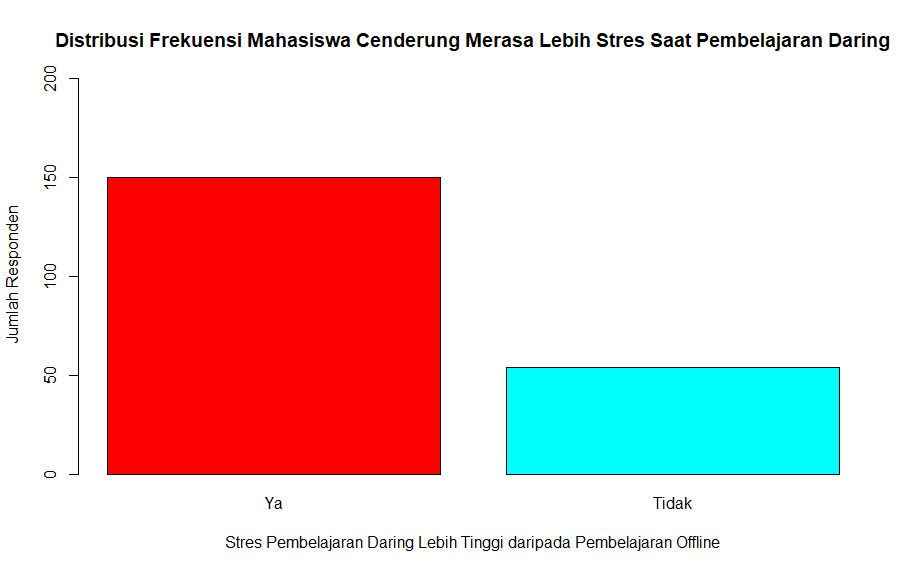 Distribusi Frekuensi Mahasiswa Cenderung Merasa Lebih Stres Saat Pembelajaran Daring
Jumlah Responden
200
150
100
50
0
Ya
Tidak
Stres Pembelajaran Daring Lebih Tinggi daripada Pembelajaran Offline